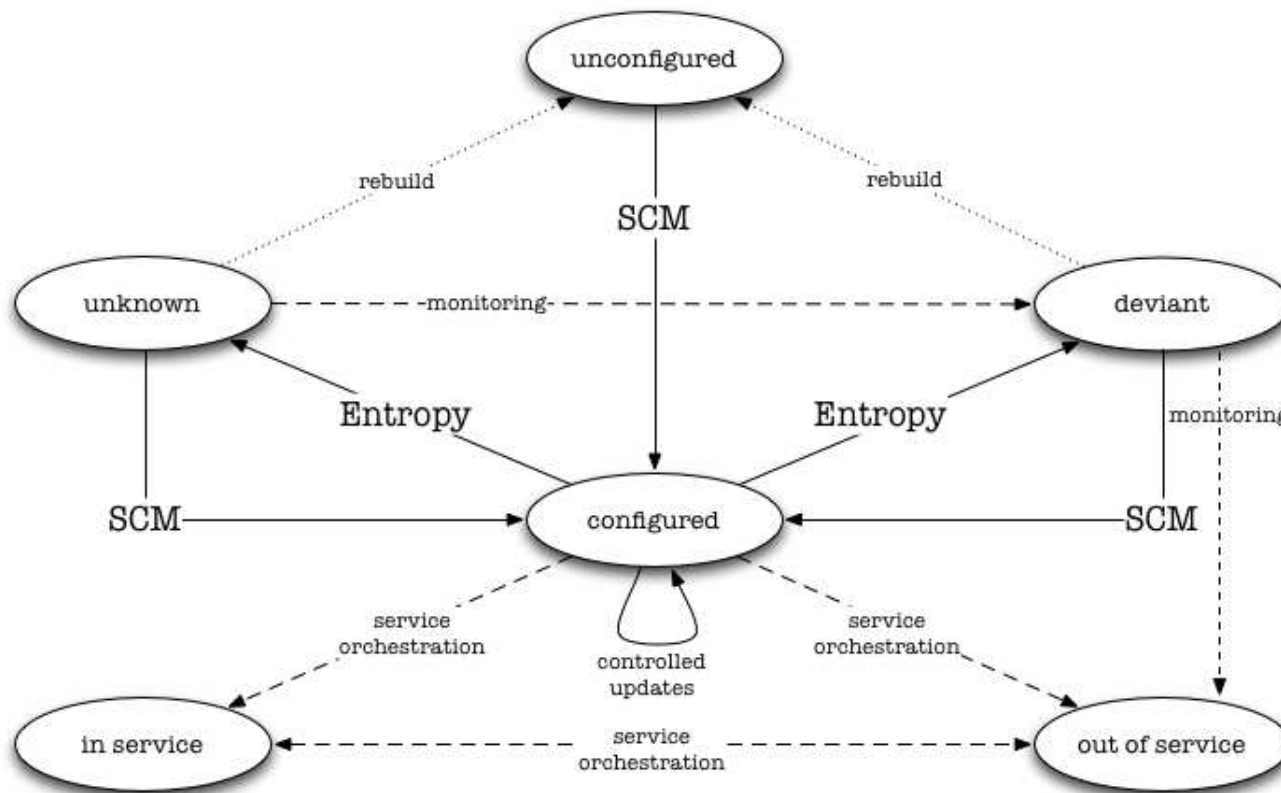 unconfigured
rebuild
rebuild
SCM
unknown
monitoring
deviant
Entropy
Entropy
monitoring
SCM
configured
SCM
service
orchestration
service
orchestration
controlled
updates
in service
service
orchestration
out of service